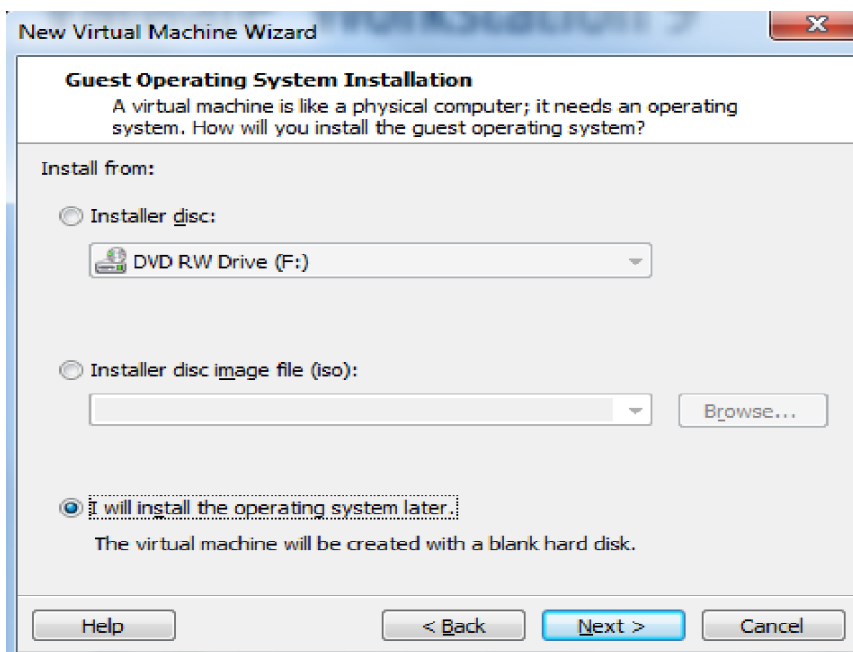 Workstation 9
New Virtual Machine Wizard
Guest Operating System Installation
A virtual machine is like a physical computer; it needs an operating
system. How will you install the guest operating system?
Install from:
Installer disc:
DVD RW Drive (F:)
Installer disc image file (iso):
Browse...
I will install the operating system later.
The virtual machine will be created with a blank hard disk.
Help
< Back
Next >
Cancel